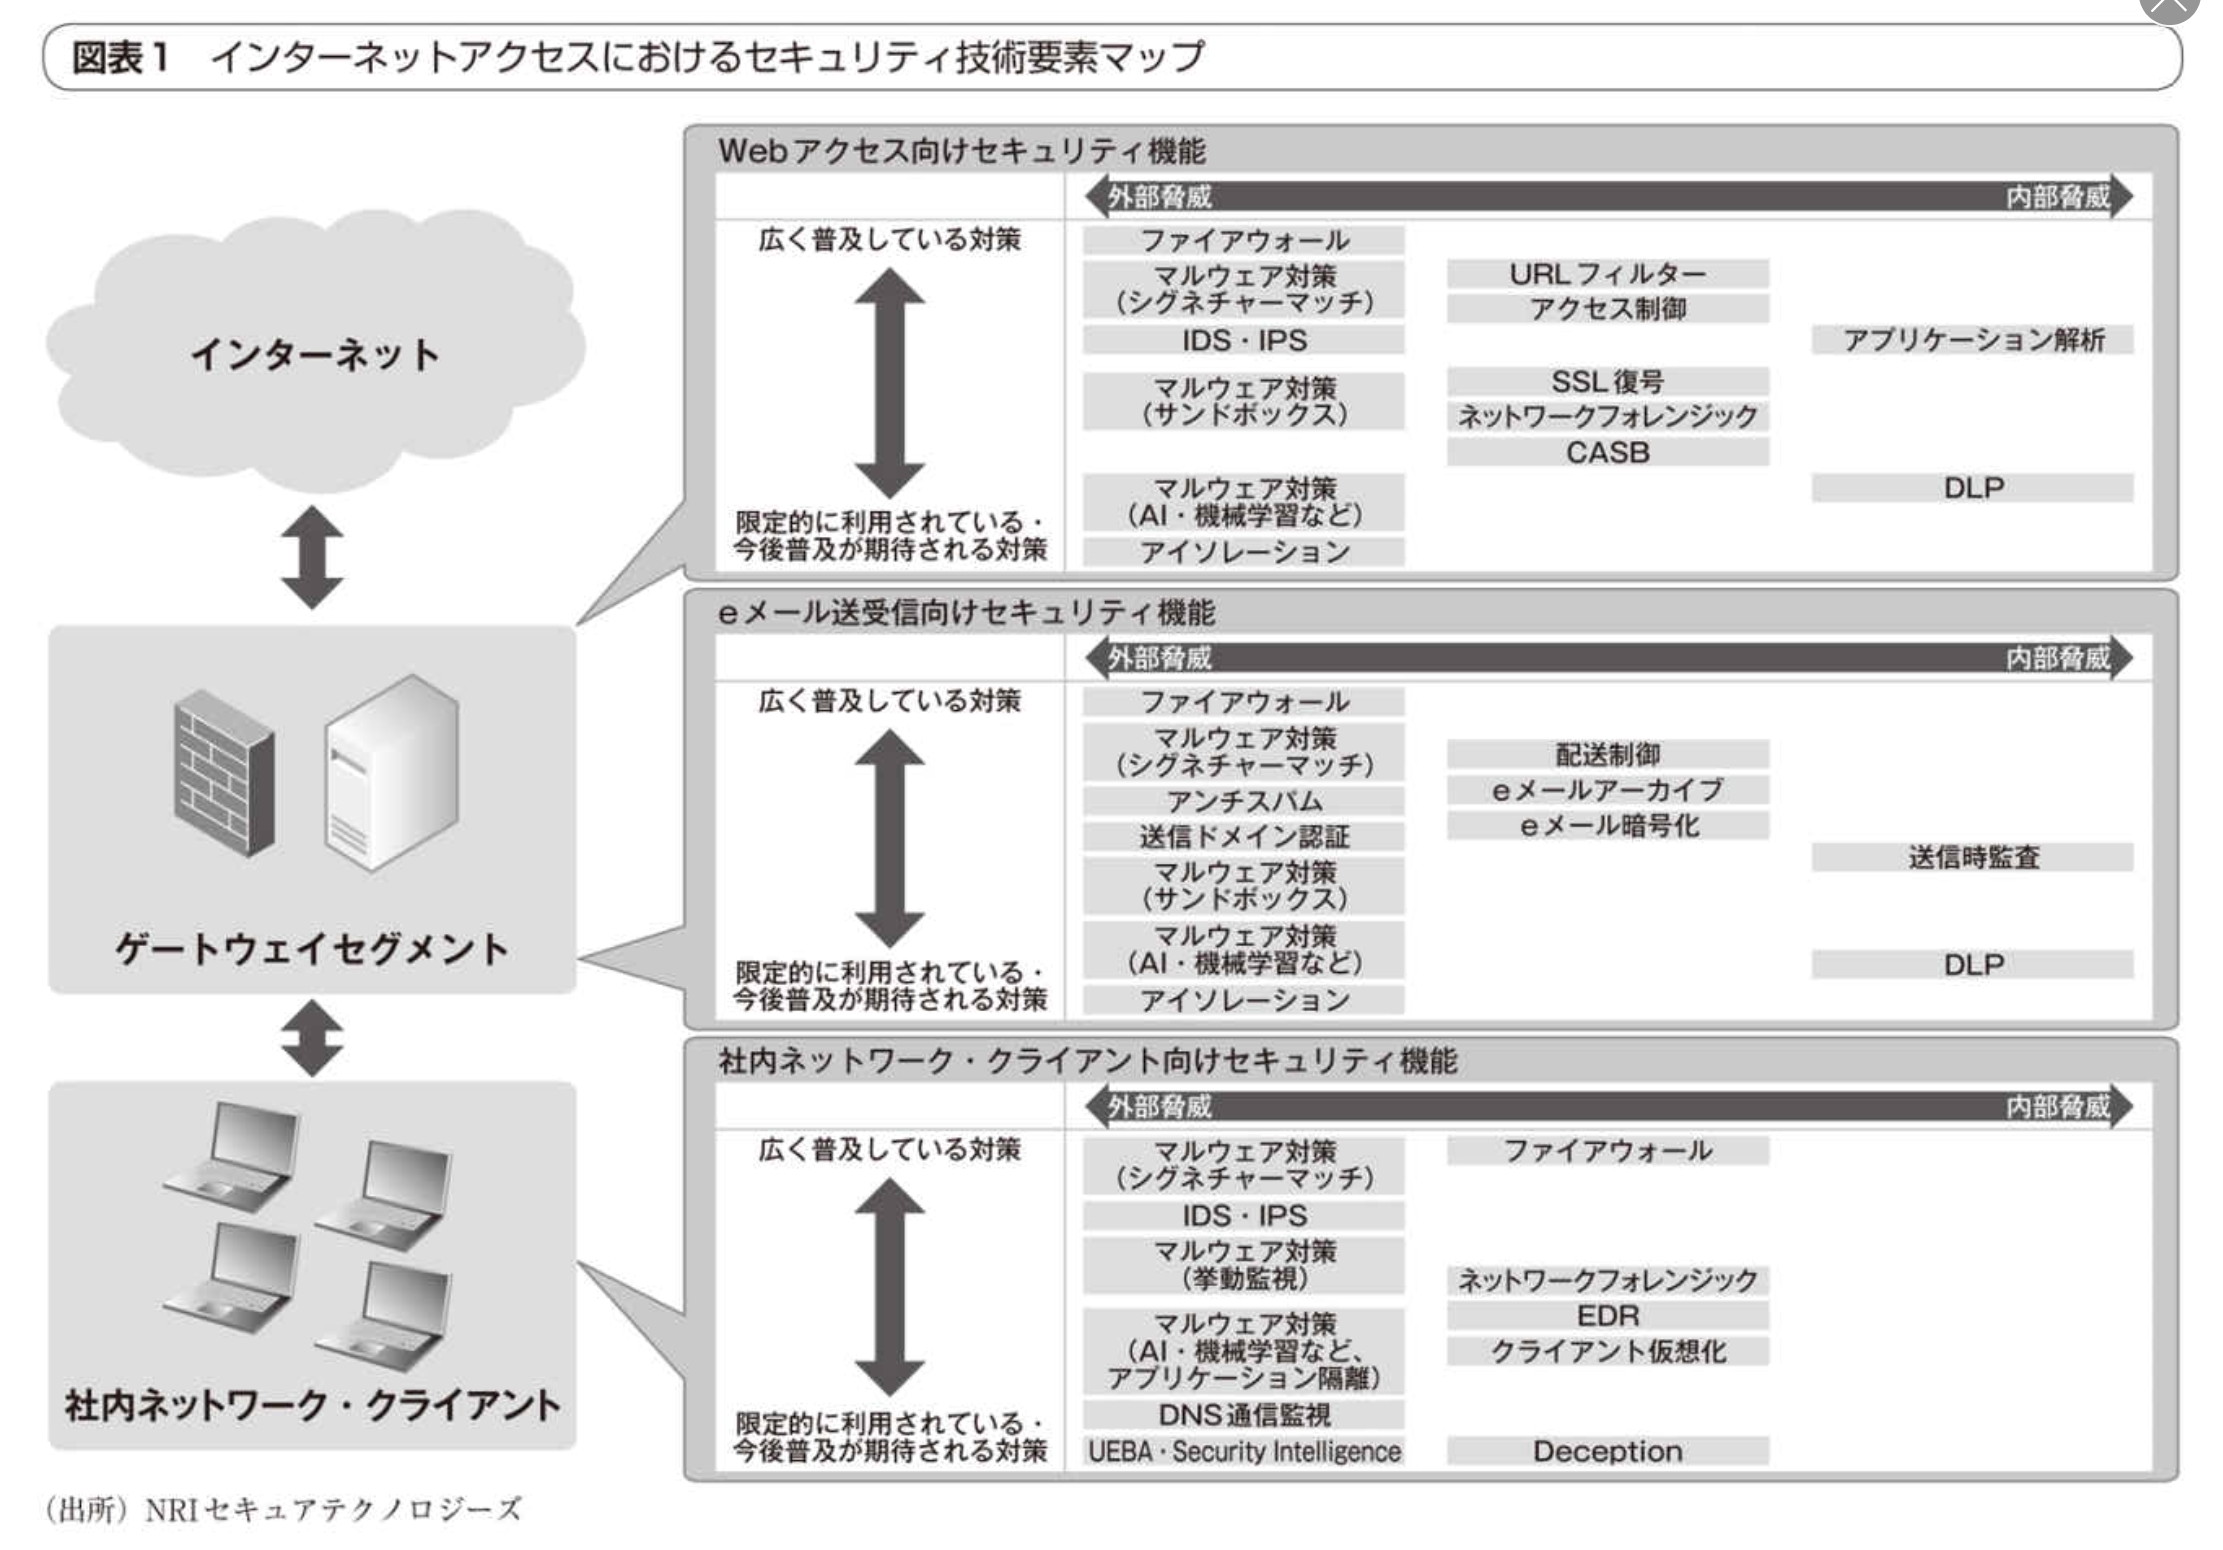 図表1　インターネットアクセスにおけるセキュリティ技術要素マップ
インターネット
ゲートウェイセグメント
社内ネットワーク・クライアント
Webアクセス向けセキュリティ機能
外部脅威
内部脅威
広く普及している対策
限定的に利用されている・
今後普及が期待される対策
ファイアウォール
マルウェア対策
（シグネチャーマッチ）
IDS・IPS
マルウェア対策
（サンドボックス）
マルウェア対策
（AI・機械学習など）
アイソレーション
URLフィルター
アクセス制御
SSL復号
ネットワークフォレンジック
CASB
アプリケーション解析
DLP
eメール送受信向けセキュリティ機能
外部脅威
内部脅威
広く普及している対策
限定的に利用されている・
今後普及が期待される対策
ファイアウォール
マルウェア対策
（シグネチャーマッチ）
アンチスパム
送信ドメイン認証
マルウェア対策
（サンドボックス）
マルウェア対策
（AI・機械学習など）
アイソレーション
配送制御
eメールアーカイブ
eメール暗号化
送信時監査
DLP
社内ネットワーク・クライアント向けセキュリティ機能
外部脅威
内部脅威
広く普及している対策
限定的に利用されている・
今後普及が期待される対策
マルウェア対策
（シグネチャーマッチ）
IDS・IPS
マルウェア対策
（挙動監視）
マルウェア対策
（AI・機械学習など、
アプリケーション隔離）
DNS通信監視
UEBA・Security Intelligence
ファイアウォール
ネットワークフォレンジック
EDR
クライアント仮想化
Deception
（出所）NRIセキュアテクノロジーズ